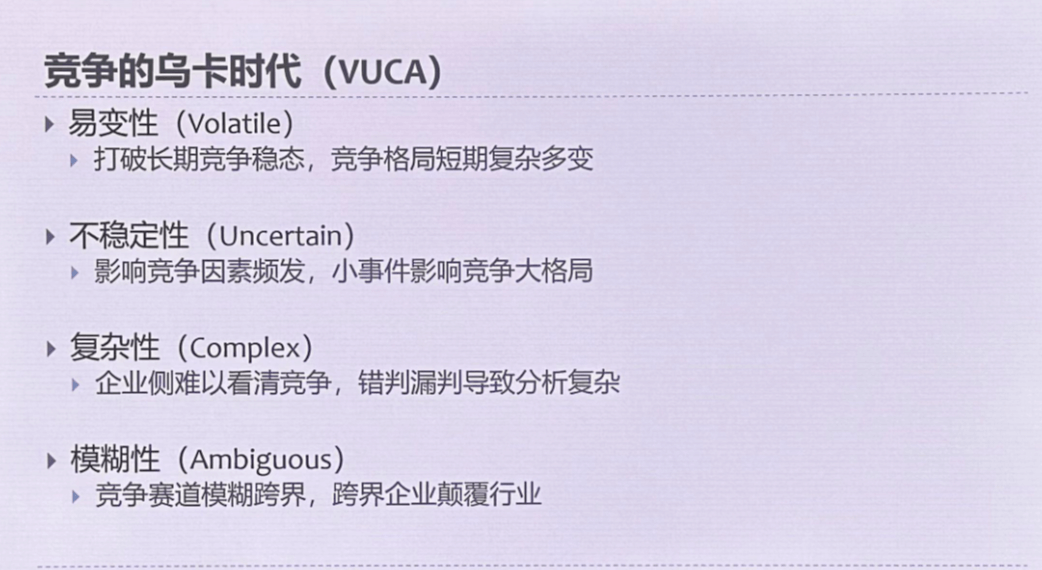 竞争的乌卡时代（VUCA）
易变性（Volatile）
打破长期竞争稳态，竞争格局短期复杂多变
不稳定性（Uncertain）
影响竞争因素频发，小事件影响竞争大格局
复杂性（Complex）
企业侧难以看清竞争，错判漏判导致分析复杂
模糊性（Ambiguous）
竞争赛道模糊跨界，跨界企业颠覆行业